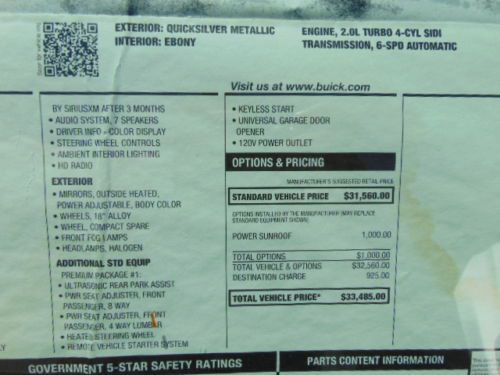 Scan for vehicle info
EXTERIOR: QUICKSILVER METALLIC
INTERIOR: EBONY
ENGINE, 2.0L TURBO 4-CYL SIDI
TRANSMISSION, 6-SPD AUTOMATIC
Visit us at www.buick.com
BY SIRIUSXM AFTER 3 MONTHS
• AUDIO SYSTEM, 7 SPEAKERS
• DRIVER INFO - COLOR DISPLAY
• STEERING WHEEL CONTROLS
• AMBIENT INTERIOR LIGHTING
• HD RADIO
EXTERIOR
• MIRRORS, OUTSIDE HEATED,
POWER ADJUSTABLE, BODY COLOR
• WHEELS, 18" ALLOY
• WHEEL, COMPACT SPARE
• FRONT FOG LAMPS
• HEADLAMPS, HALOGEN
ADDITIONAL STD EQUIP
PREMIUM PACKAGE #1:
• ULTRASONIC REAR PARK ASSIST
• PWR SEAT ADJUSTER, FRONT
PASSENGER, 8 WAY
• PWR SEAT ADJUSTER, FRONT
PASSENGER, 4 WAY LUMBAR
• HEATED STEERING WHEEL
• REMOTE VEHICLE STARTER SYSTEM
• KEYLESS START
• UNIVERSAL GARAGE DOOR
OPENER
• 120V POWER OUTLET
OPTIONS & PRICING
MANUFACTURER'S SUGGESTED RETAIL PRICE
STANDARD VEHICLE PRICE $31,560.00
OPTIONS INSTALLED BY THE MANUFACTURER (MAY REPLACE
STANDARD EQUIPMENT SHOWN)
POWER SUNROOF 1,000.00
TOTAL OPTIONS $1,000.00
TOTAL VEHICLE & OPTIONS $32,560.00
DESTINATION CHARGE 925.00
TOTAL VEHICLE PRICE* $33,485.00
GOVERNMENT 5-STAR SAFETY RATINGS
PARTS CONTENT INFORMATION